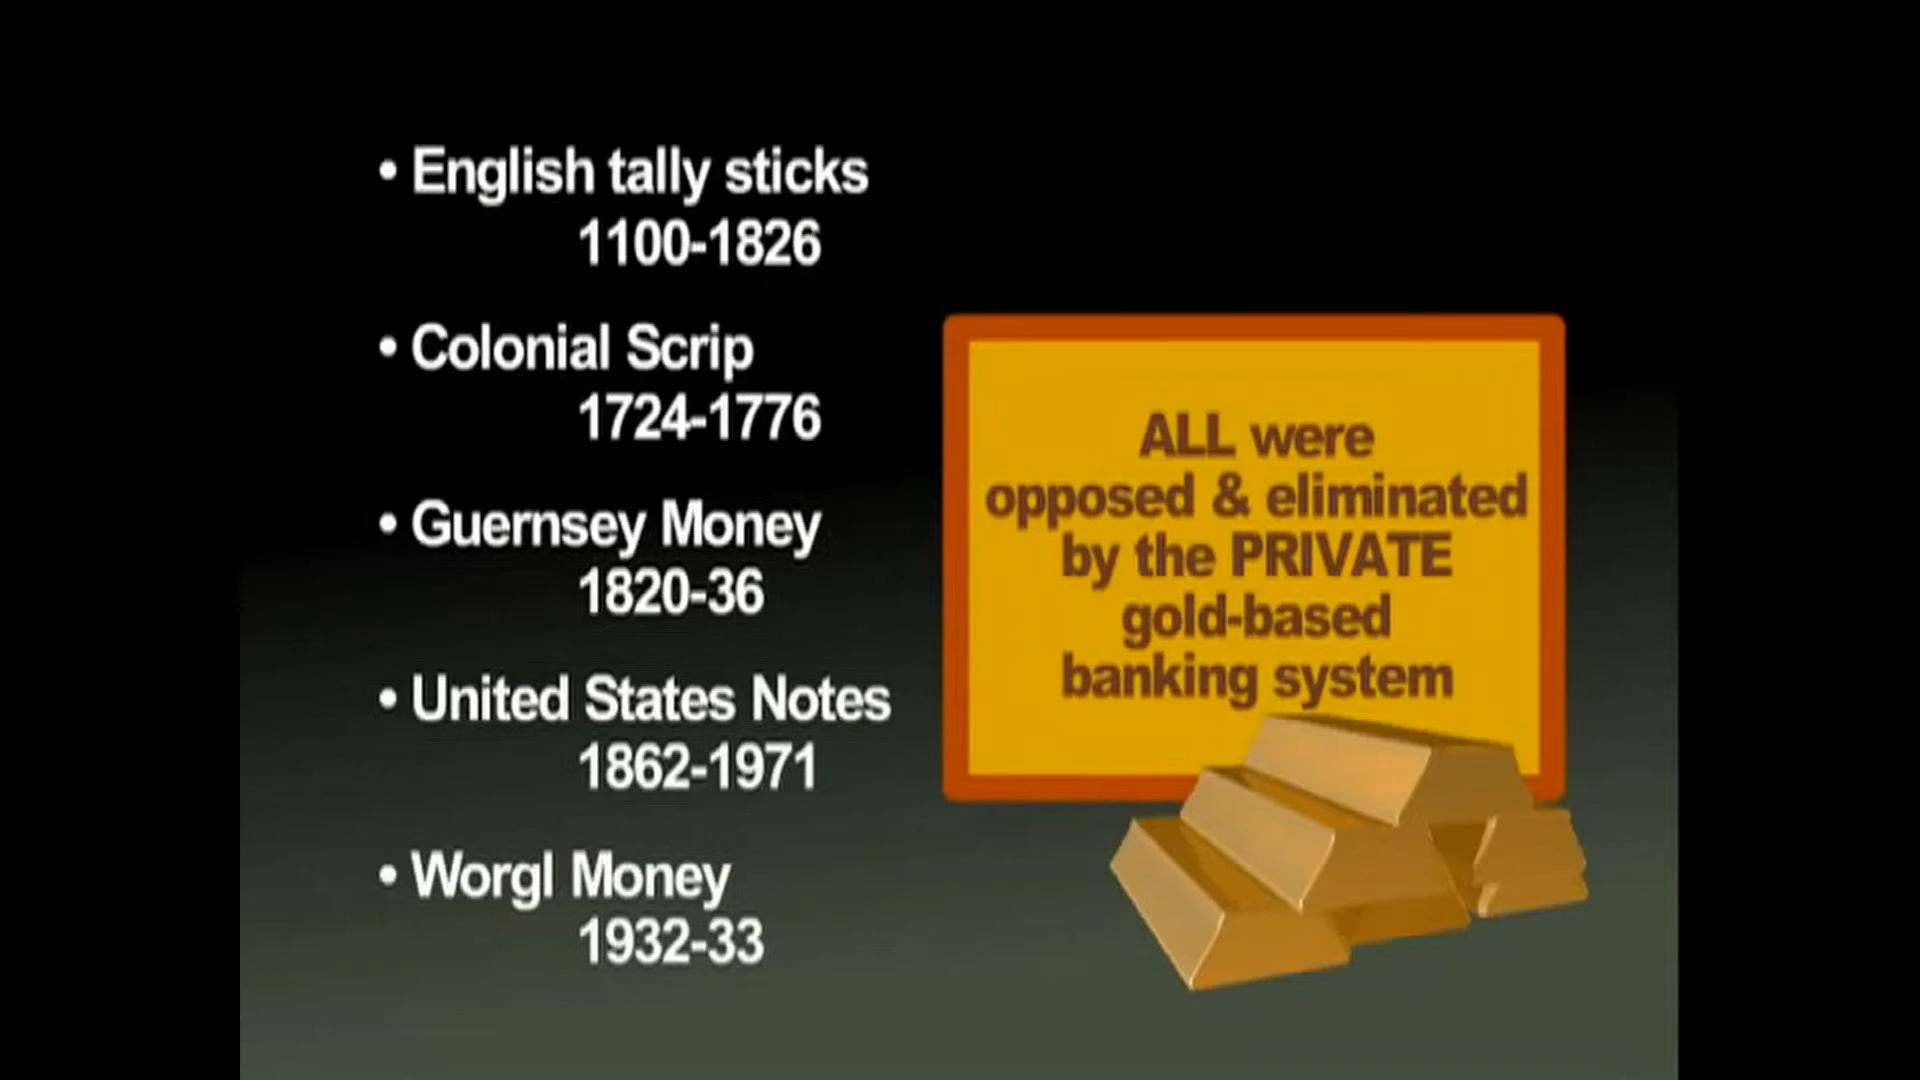 • English tally sticks
1100-1826
• Colonial Scrip
1724-1776
• Guernsey Money
1820-36
• United States Notes
1862-1971
• Worgl Money
1932-33
ALL were
opposed & eliminated
by the PRIVATE
gold-based
banking system